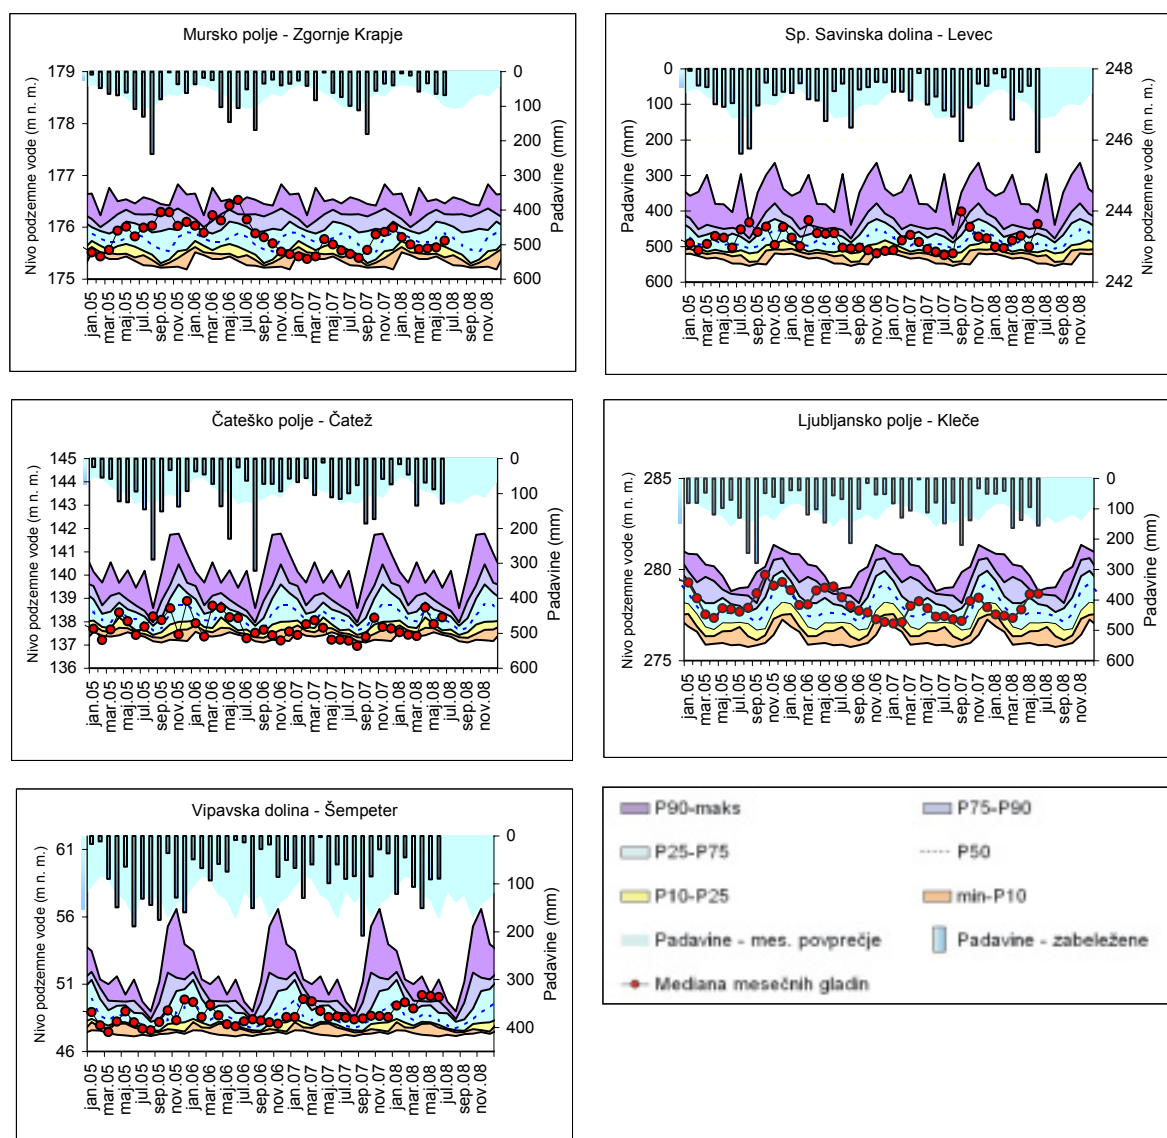 Mursko polje - Zgornje Krapje
Nivo podzemne vode (m n. m.)
179
178
177
176
175
0
100
200
300
400
500
600
Padavine (mm)
jan.05
mar.05
maj.05
jul.05
sep.05
nov.05
jan.06
mar.06
maj.06
jul.06
sep.06
nov.06
jan.07
mar.07
maj.07
jul.07
sep.07
nov.07
jan.08
mar.08
maj.08
jul.08
sep.08
nov.08
Sp. Savinska dolina - Levec
Padavine (mm)
0
100
200
300
400
500
600
248
246
244
242
Nivo podzemne vode (m n. m.)
jan.05
mar.05
maj.05
jul.05
sep.05
nov.05
jan.06
mar.06
maj.06
jul.06
sep.06
nov.06
jan.07
mar.07
maj.07
jul.07
sep.07
nov.07
jan.08
mar.08
maj.08
jul.08
sep.08
nov.08
Čateško polje - Čatež
Nivo podzemne vode (m n. m.)
145
144
143
142
141
140
139
138
137
136
0
100
200
300
400
500
600
Padavine (mm)
jan.05
mar.05
maj.05
jul.05
sep.05
nov.05
jan.06
mar.06
maj.06
jul.06
sep.06
nov.06
jan.07
mar.07
maj.07
jul.07
sep.07
nov.07
jan.08
mar.08
maj.08
jul.08
sep.08
nov.08
Ljubljansko polje - Kleče
Nivo podzemne vode (m n. m.)
285
280
275
0
100
200
300
400
500
600
Padavine (mm)
jan.05
mar.05
maj.05
jul.05
sep.05
nov.05
jan.06
mar.06
maj.06
jul.06
sep.06
nov.06
jan.07
mar.07
maj.07
jul.07
sep.07
nov.07
jan.08
mar.08
maj.08
jul.08
sep.08
nov.08
Vipavska dolina - Šempeter
Nivo podzemne vode (m n. m.)
61
56
51
46
0
100
200
300
400
Padavine (mm)
jan.05
mar.05
maj.05
jul.05
sep.05
nov.05
jan.06
mar.06
maj.06
jul.06
sep.06
nov.06
jan.07
mar.07
maj.07
jul.07
sep.07
nov.07
jan.08
mar.08
maj.08
jul.08
sep.08
nov.08
P90-maks
P75-P90
P25-P75
P50
P10-P25
min-P10
Padavine - mes. povprečje
Padavine - zabeležene
Mediana mesečnih gladin